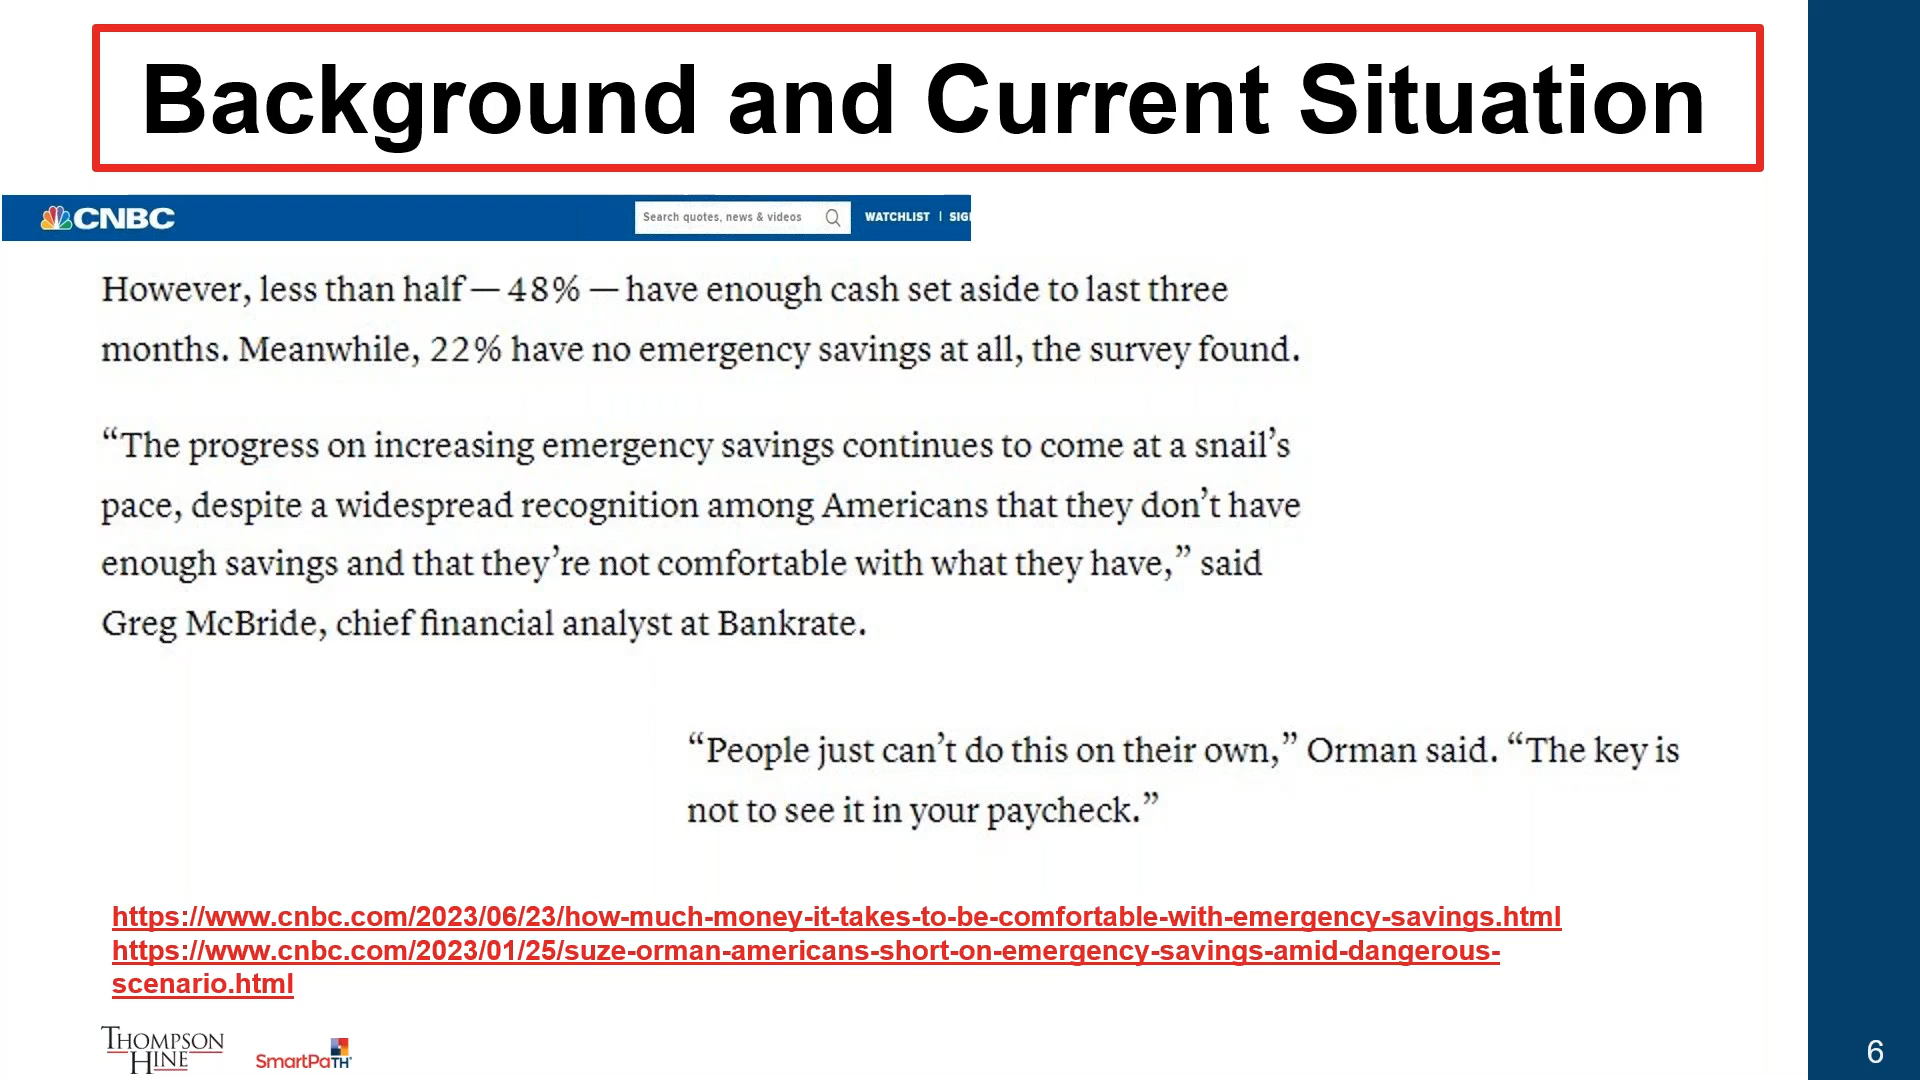 Background and Current Situation
CNBC
Search quotes, news & videos
WATCHLIST | SIG
However, less than half — 48% — have enough cash set aside to last three
months. Meanwhile, 22% have no emergency savings at all, the survey found.
“The progress on increasing emergency savings continues to come at a snail’s
pace, despite a widespread recognition among Americans that they don’t have
enough savings and that they’re not comfortable with what they have,” said
Greg McBride, chief financial analyst at Bankrate.
“People just can’t do this on their own,” Orman said. “The key is
not to see it in your paycheck.”
https://www.cnbc.com/2023/06/23/how-much-money-it-takes-to-be-comfortable-with-emergency-savings.html
https://www.cnbc.com/2023/01/25/suze-orman-americans-short-on-emergency-savings-amid-dangerous-
scenario.html
THOMPSON
HINE
SmartPaTH
6